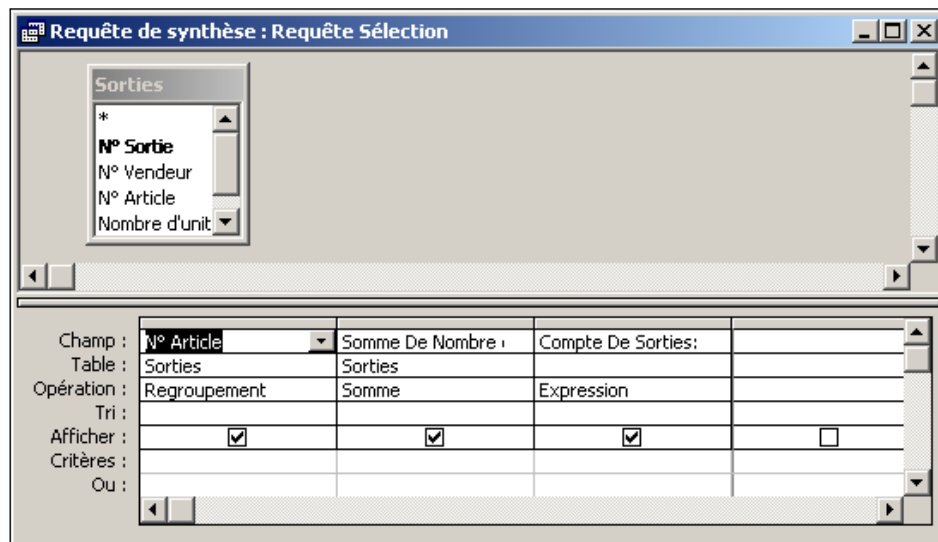 Requête de synthèse : Requête Sélection
Sorties
*
N° Sortie
N° Vendeur
N° Article
Nombre d'unit
Champ : N° Article Somme De Nombre Compte De Sorties:
Table : Sorties Sorties
Opération : Regroupement Somme Expression
Tri :
Afficher :
Critères :
Ou :